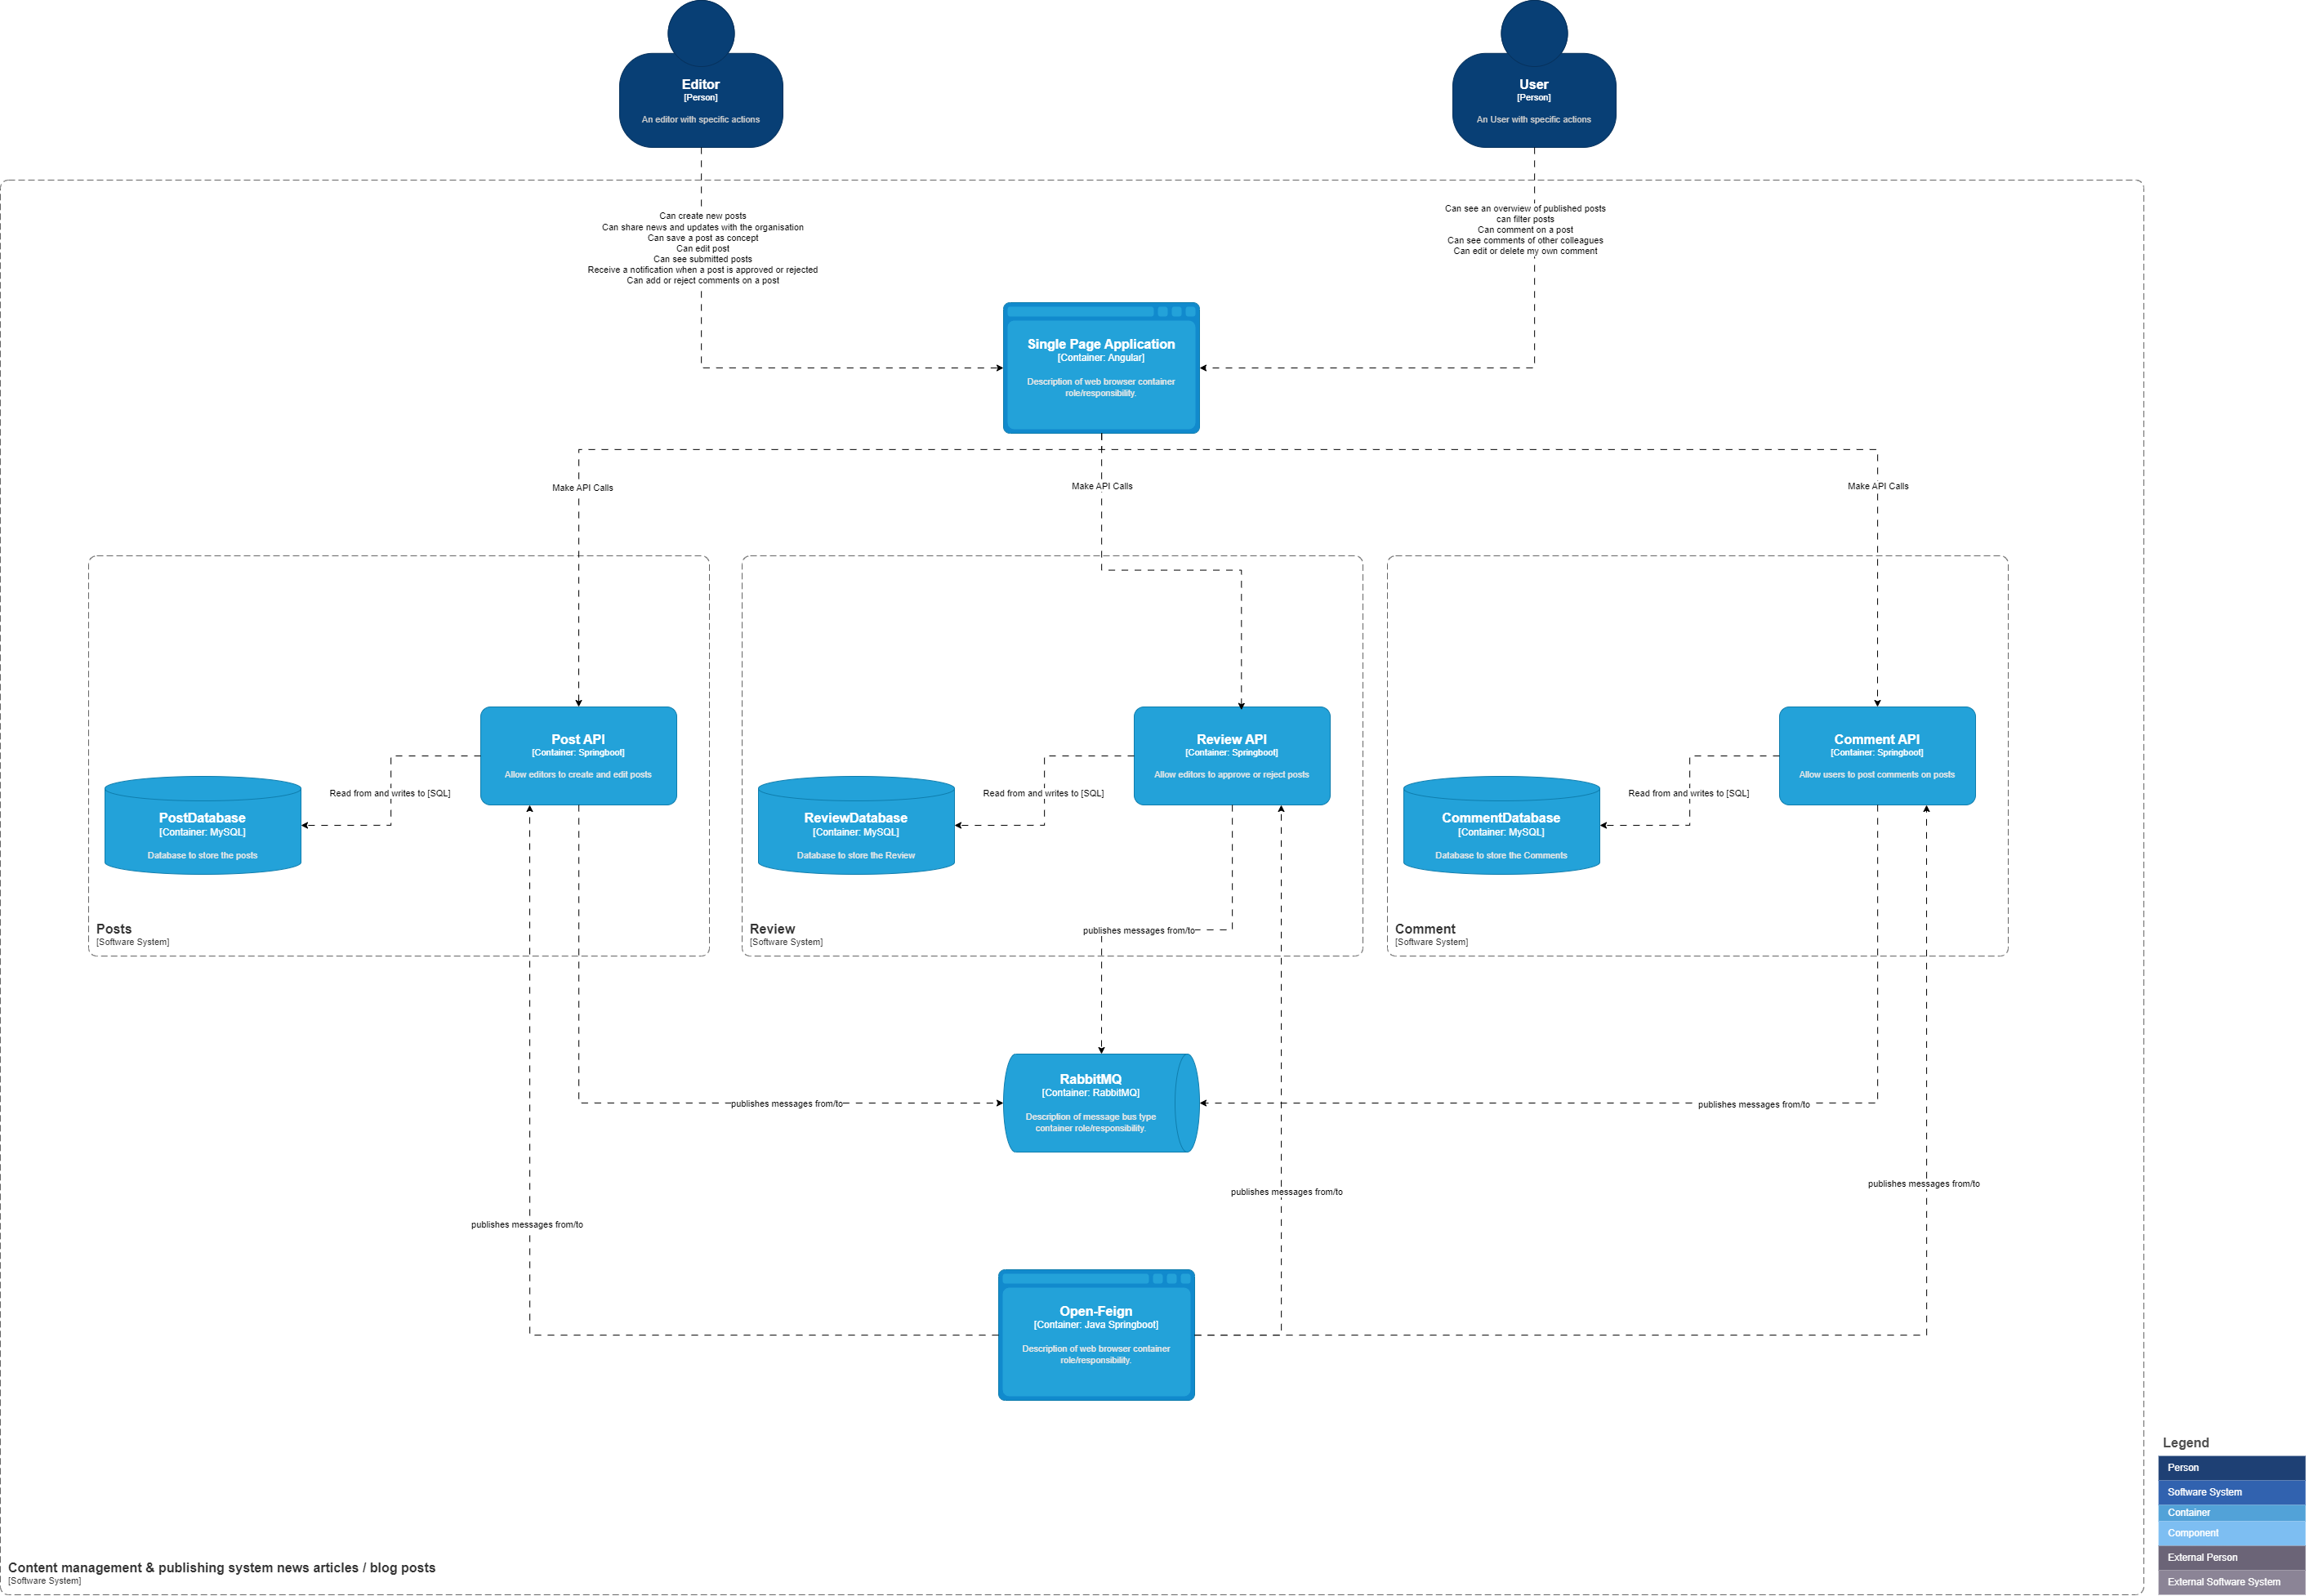 Editor
[Person]
An editor with specific actions
User
[Person]
An User with specific actions
Can create new posts
Can share news and updates with the organisation
Can save a post as concept
Can edit post
Can see submitted posts
Receive a notification when a post is approved or rejected
Can add or reject comments on a post
Can see an overwiew of published posts
can filter posts
Can comment on a post
Can see comments of other colleagues
Can edit or delete my own comment
Single Page Application
[Container: Angular]
Description of web browser container
role/responsibility.
Make API Calls
Make API Calls
Make API Calls
Post API
[Container: Springboot]
Allow editors to create and edit posts
Read from and writes to [SQL]
PostDatabase
[Container: MySQL]
Database to store the posts
Posts
[Software System]
Review API
[Container: Springboot]
Allow editors to approve or reject posts
Read from and writes to [SQL]
ReviewDatabase
[Container: MySQL]
Database to store the Review
publishes messages from/to
Review
[Software System]
Comment API
[Container: Springboot]
Allow users to post comments on posts
Read from and writes to [SQL]
CommentDatabase
[Container: MySQL]
Database to store the Comments
Comment
[Software System]
RabbitMQ
[Container: RabbitMQ]
Description of message bus type
container role/responsibility.
publishes messages from/to
publishes messages from/to
publishes messages from/to
publishes messages from/to
publishes messages from/to
Open-Feign
[Container: Java Springboot]
Description of web browser container
role/responsibility.
Legend
Person
Software System
Container
Component
External Person
External Software System
Content management & publishing system news articles / blog posts
[Software System]